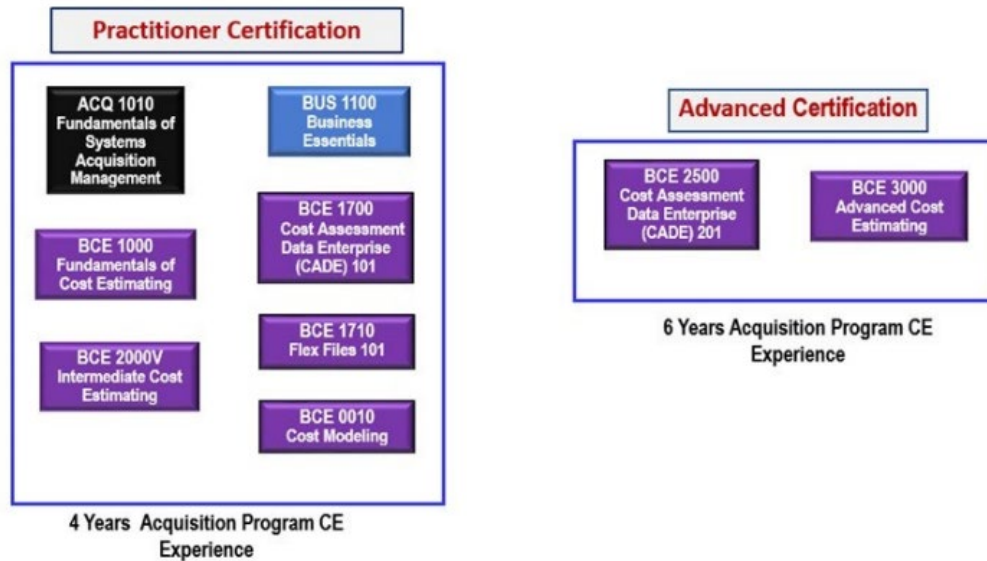 Practitioner Certification
ACQ 1010
Fundamentals of
Systems
Acquisition
Management
BUS 1100
Business
Essentials
BCE 1000
Fundamentals of
Cost Estimating
BCE 1700
Cost Assessment
Data Enterprise
(CADE) 101
BCE 2000V
Intermediate Cost
Estimating
BCE 1710
Flex Files 101
BCE 0010
Cost Modeling
4 Years Acquisition Program CE
Experience
Advanced Certification
BCE 2500
Cost Assessment
Data Enterprise
(CADE) 201
BCE 3000
Advanced Cost
Estimating
6 Years Acquisition Program CE
Experience